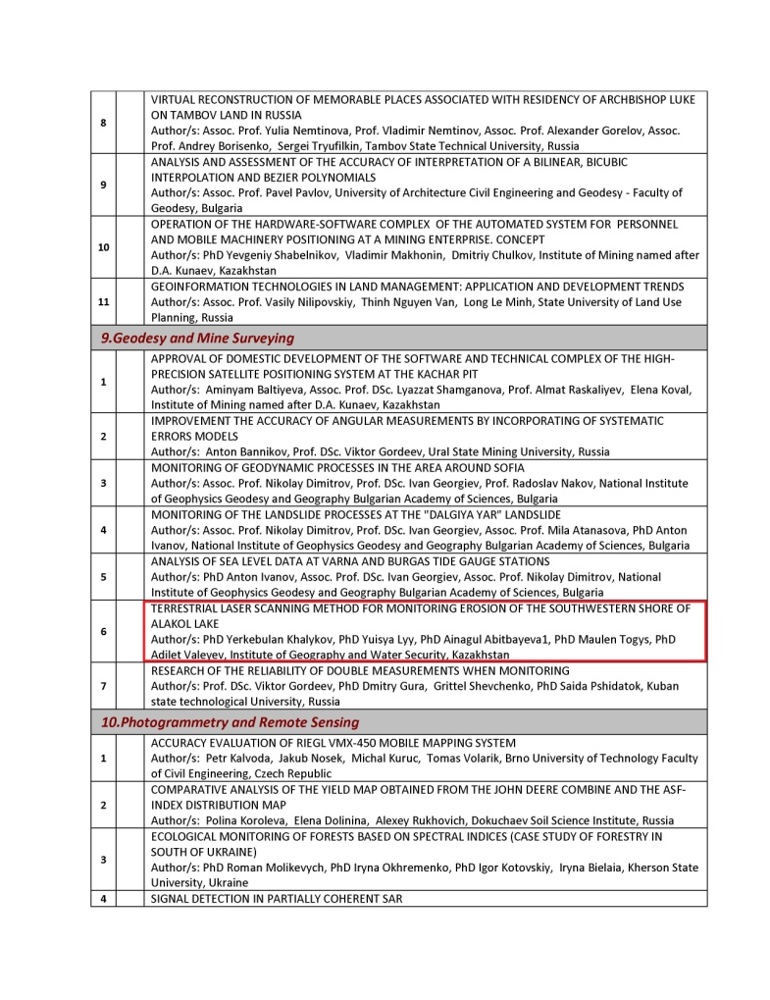 8
VIRTUAL RECONSTRUCTION OF MEMORABLE PLACES ASSOCIATED WITH RESIDENCY OF ARCHBISHOP LUKE
ON TAMBOV LAND IN RUSSIA
Author/s: Assoc. Prof. Yulia Nemtinova, Prof. Vladimir Nemtinov, Assoc. Prof. Alexander Gorelov, Assoc.
Prof. Andrey Borisenko,  Sergei Tryufilkin, Tambov State Technical University, Russia
9
ANALYSIS AND ASSESSMENT OF THE ACCURACY OF INTERPRETATION OF A BILINEAR, BICUBIC
INTERPOLATION AND BEZIER POLYNOMIALS
Author/s: Assoc. Prof. Pavel Pavlov, University of Architecture Civil Engineering and Geodesy - Faculty of
Geodesy, Bulgaria
10
OPERATION OF THE HARDWARE-SOFTWARE COMPLEX  OF THE AUTOMATED SYSTEM FOR  PERSONNEL
AND MOBILE MACHINERY POSITIONING AT A MINING ENTERPRISE. CONCEPT
Author/s: PhD Yevgeniy Shabelnikov,  Vladimir Makhonin,  Dmitriy Chulkov, Institute of Mining named after
D.A. Kunaev, Kazakhstan
11
GEOINFORMATION TECHNOLOGIES IN LAND MANAGEMENT: APPLICATION AND DEVELOPMENT TRENDS
Author/s: Assoc. Prof. Vasily Nilipovskiy,  Thinh Nguyen Van,  Long Le Minh, State University of Land Use
Planning, Russia
9.Geodesy and Mine Surveying
1
APPROVAL OF DOMESTIC DEVELOPMENT OF THE SOFTWARE AND TECHNICAL COMPLEX OF THE HIGH-
PRECISION SATELLITE POSITIONING SYSTEM AT THE KACHAR PIT
Author/s:  Aminyam Baltiyeva, Assoc. Prof. DSc. Lyazzat Shamganova, Prof. Almat Raskaliyev,  Elena Koval,
Institute of Mining named after D.A. Kunaev, Kazakhstan
2
IMPROVEMENT THE ACCURACY OF ANGULAR MEASUREMENTS BY INCORPORATING OF SYSTEMATIC
ERRORS MODELS
Author/s:  Anton Bannikov, Prof. DSc. Viktor Gordeev, Ural State Mining University, Russia
3
MONITORING OF GEODYNAMIC PROCESSES IN THE AREA AROUND SOFIA
Author/s: Assoc. Prof. Nikolay Dimitrov, Prof. DSc. Ivan Georgiev, Prof. Radoslav Nakov, National Institute
of Geophysics Geodesy and Geography Bulgarian Academy of Sciences, Bulgaria
4
MONITORING OF THE LANDSLIDE PROCESSES AT THE "DALGIYA YAR" LANDSLIDE
Author/s: Assoc. Prof. Nikolay Dimitrov, Prof. DSc. Ivan Georgiev, Assoc. Prof. Mila Atanasova, PhD Anton
Ivanov, National Institute of Geophysics Geodesy and Geography Bulgarian Academy of Sciences, Bulgaria
5
ANALYSIS OF SEA LEVEL DATA AT VARNA AND BURGAS TIDE GAUGE STATIONS
Author/s: PhD Anton Ivanov, Assoc. Prof. DSc. Ivan Georgiev, Assoc. Prof. Nikolay Dimitrov, National
Institute of Geophysics Geodesy and Geography Bulgarian Academy of Sciences, Bulgaria
6
TERRESTRIAL LASER SCANNING METHOD FOR MONITORING EROSION OF THE SOUTHWESTERN SHORE OF
ALAKOL LAKE
Author/s: PhD Yerkebulan Khalykov, PhD Yuisya Lyy, PhD Ainagul Abitbayeva1, PhD Maulen Togys, PhD
Adilet Valeyev, Institute of Geography and Water Security, Kazakhstan
7
RESEARCH OF THE RELIABILITY OF DOUBLE MEASUREMENTS WHEN MONITORING
Author/s: Prof. DSc. Viktor Gordeev, PhD Dmitry Gura,  Grittel Shevchenko, PhD Saida Pshidatok, Kuban
state technological University, Russia
10.Photogrammetry and Remote Sensing
1
ACCURACY EVALUATION OF RIEGL VMX-450 MOBILE MAPPING SYSTEM
Author/s:  Petr Kalvoda,  Jakub Nosek,  Michal Kuruc,  Tomas Volarik, Brno University of Technology Faculty
of Civil Engineering, Czech Republic
2
COMPARATIVE ANALYSIS OF THE YIELD MAP OBTAINED FROM THE JOHN DEERE COMBINE AND THE ASF-
INDEX DISTRIBUTION MAP
Author/s:  Polina Koroleva,  Elena Dolinina,  Alexey Rukhovich, Dokuchaev Soil Science Institute, Russia
3
ECOLOGICAL MONITORING OF FORESTS BASED ON SPECTRAL INDICES (CASE STUDY OF FORESTRY IN
SOUTH OF UKRAINE)
Author/s: PhD Roman Molikevych, PhD Iryna Okhremenko, PhD Igor Kotovskiy,  Iryna Bielaia, Kherson State
University, Ukraine
4
SIGNAL DETECTION IN PARTIALLY COHERENT SAR